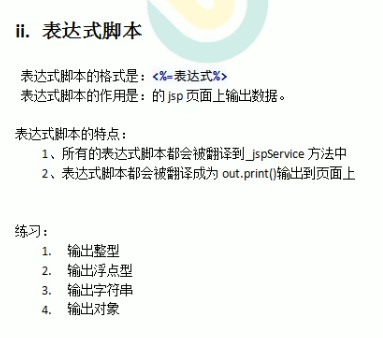 ii. 表达式脚本
表达式脚本的格式是：<%=表达式%>
表达式脚本的作用是：的 jsp 页面上输出数据。
表达式脚本的特点：
1、所有的表达式脚本都会被翻译到_jspService 方法中
2、表达式脚本都会被翻译成为 out.print()输出到页面上
练习：
1. 输出整型
2. 输出浮点型
3. 输出字符串
4. 输出对象